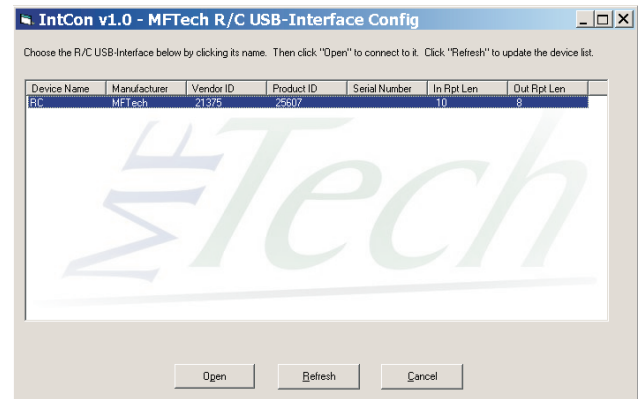 IntCon v1.0 - MFTech R/C USB-Interface Config
Choose the R/C USB-Interface below by clicking its name. Then click "Open" to connect to it. Click "Refresh" to update the device list.
Device Name Manufacturer Vendor ID Product ID Serial Number In Rpt Len Out Rpt Len
RC MFTech 21375 25607 10 8
MFTech
Open Refresh Cancel